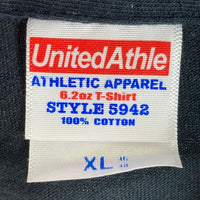 UnitedAthle
ATHLETIC APPAREL
6.2oz T-Shirt
STYLE 5942
100% COTTON
XL